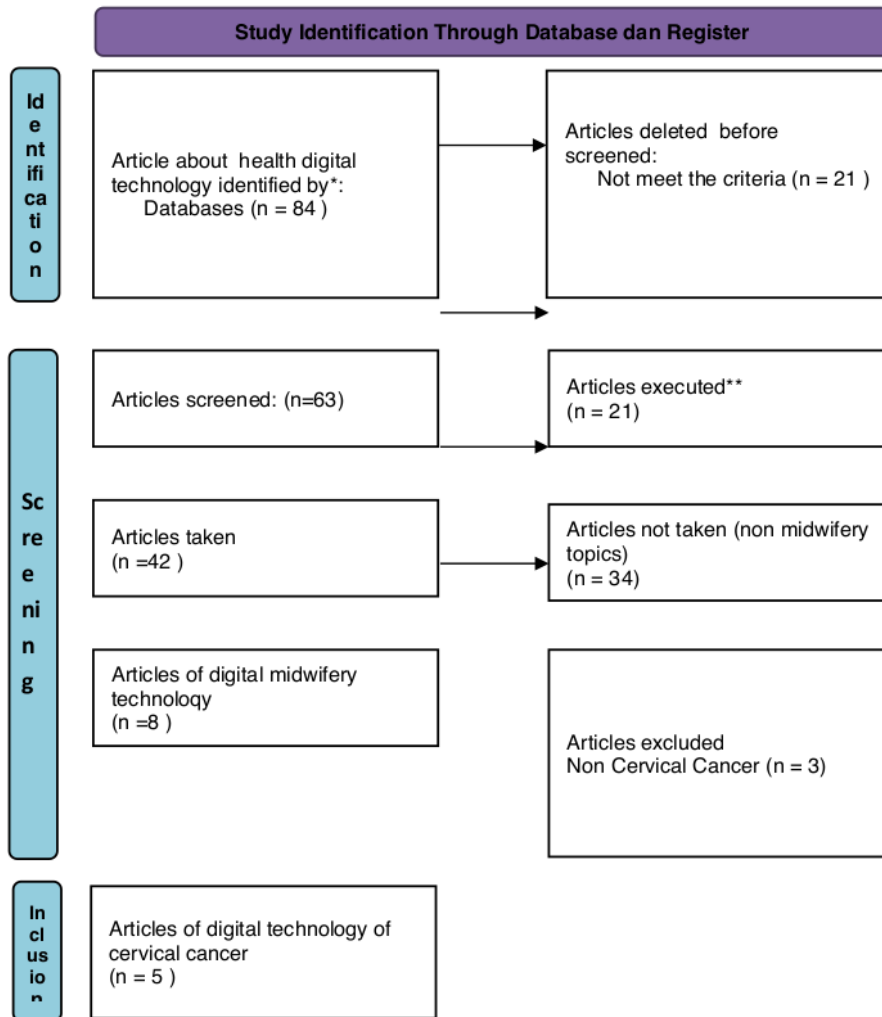 Study Identification Through Database dan Register
Id
e
nt
ifi
ca
ti
o
n
Article about health digital
technology identified by*:
Databases (n = 84 )
Articles deleted before
screened:
Not meet the criteria (n = 21 )
Sc
re
e
ni
n
g
Articles screened: (n=63)
Articles executed**
(n = 21)
Articles taken
(n =42 )
Articles not taken (non midwifery
topics)
(n = 34)
Articles of digital midwifery
technology
(n =8 )
Articles excluded
Non Cervical Cancer (n = 3)
In
cl
us
io
n
Articles of digital technology of
cervical cancer
(n = 5 )